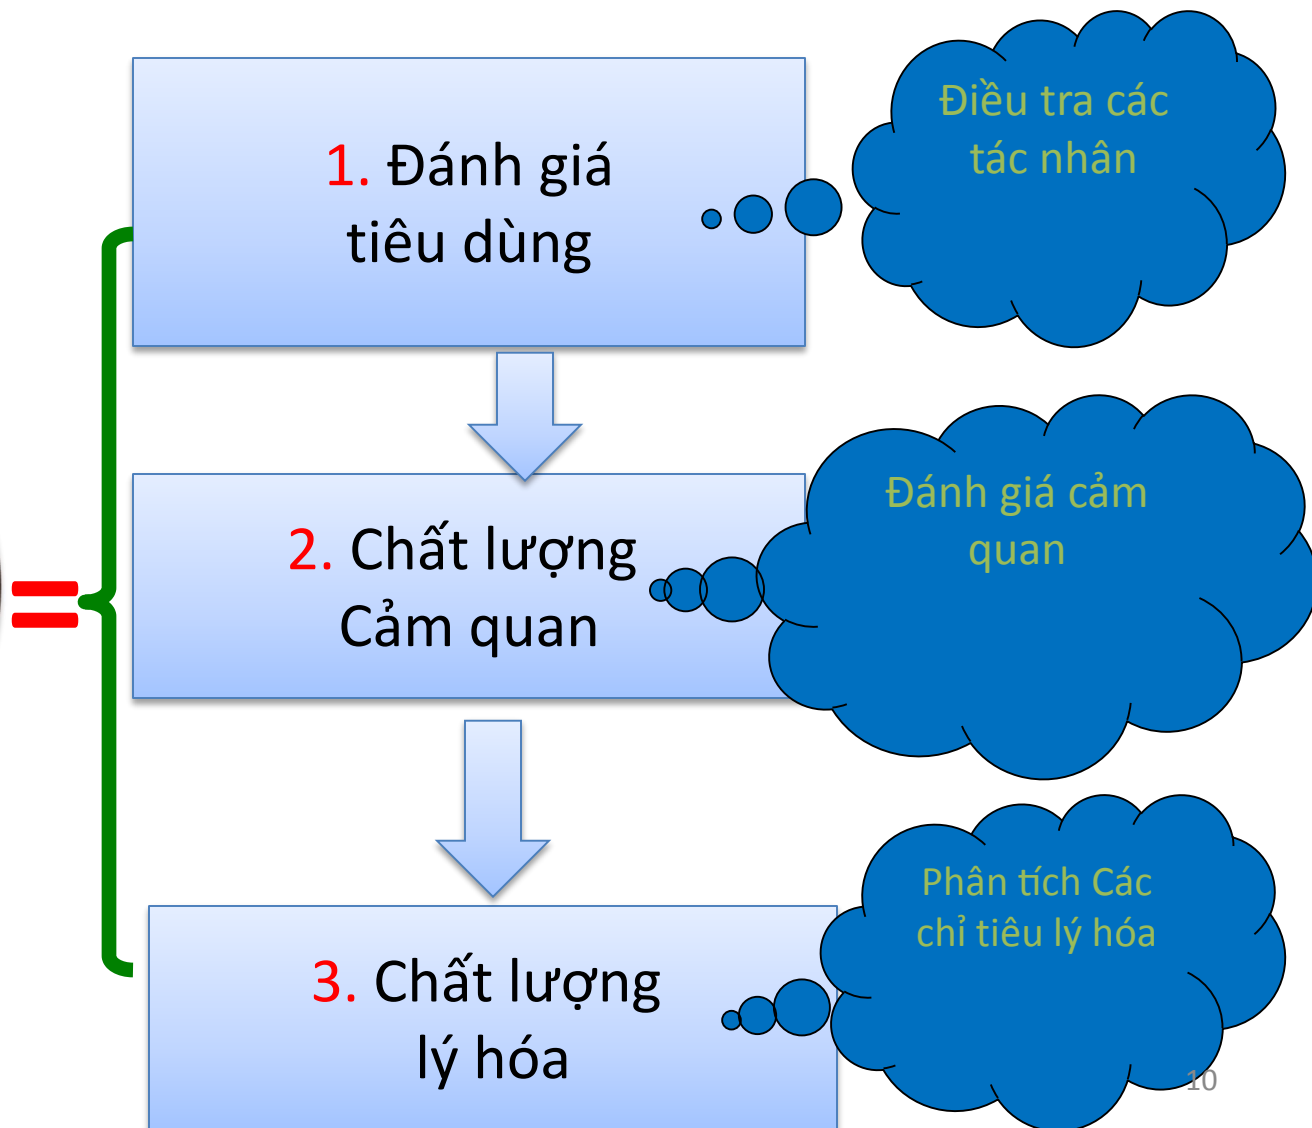 1. Đánh giá
tiêu dùng
Điều tra các
tác nhân
2. Chất lượng
Cảm quan
Đánh giá cảm
quan
=
3. Chất lượng
lý hóa
Phân tích Các
chỉ tiêu lý hóa
10